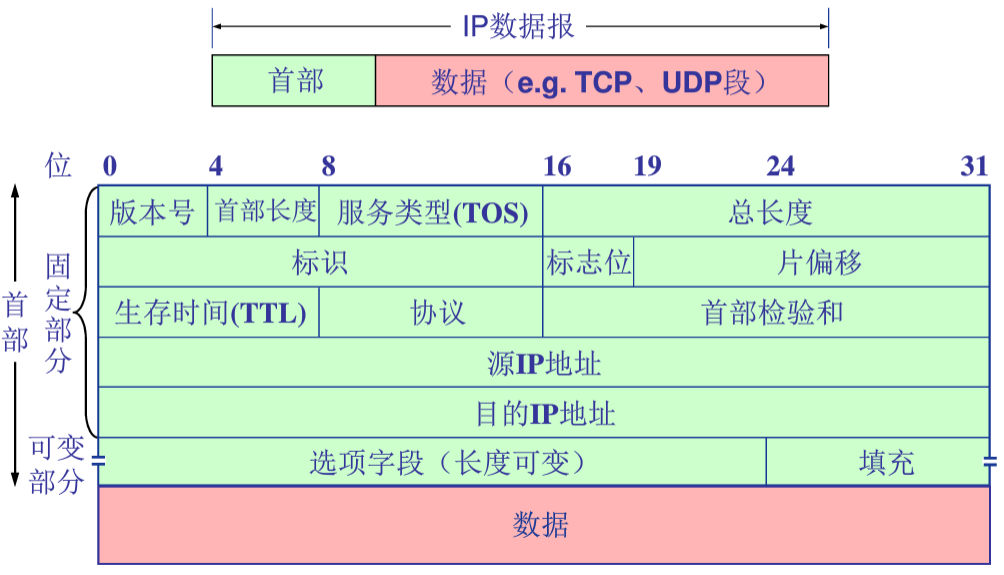 IP数据报
首部 数据（e.g. TCP、UDP段）
位 0 4 8 16 19 24 31
版本号 首部长度 服务类型(TOS) 总长度
标识 标志位 片偏移
生存时间(TTL) 协议 首部检验和
源IP地址
目的IP地址
选项字段（长度可变） 填充
数据
首部
固定部分
可变
部分